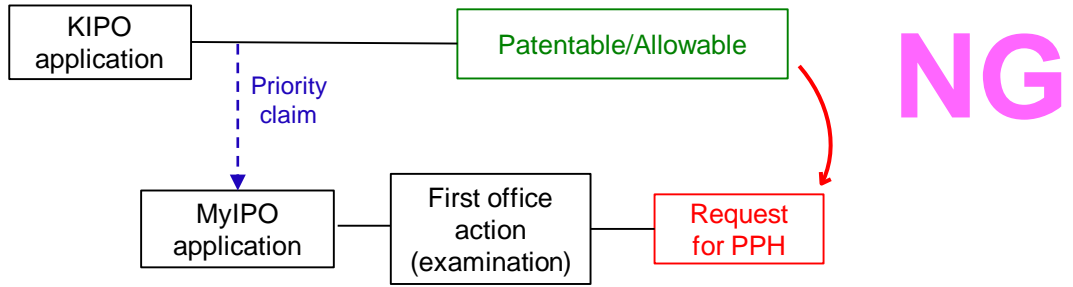 KIPO
application
Patentable/Allowable
NG
Priority
claim
MyIPO
application
First office
action
(examination)
Request
for PPH